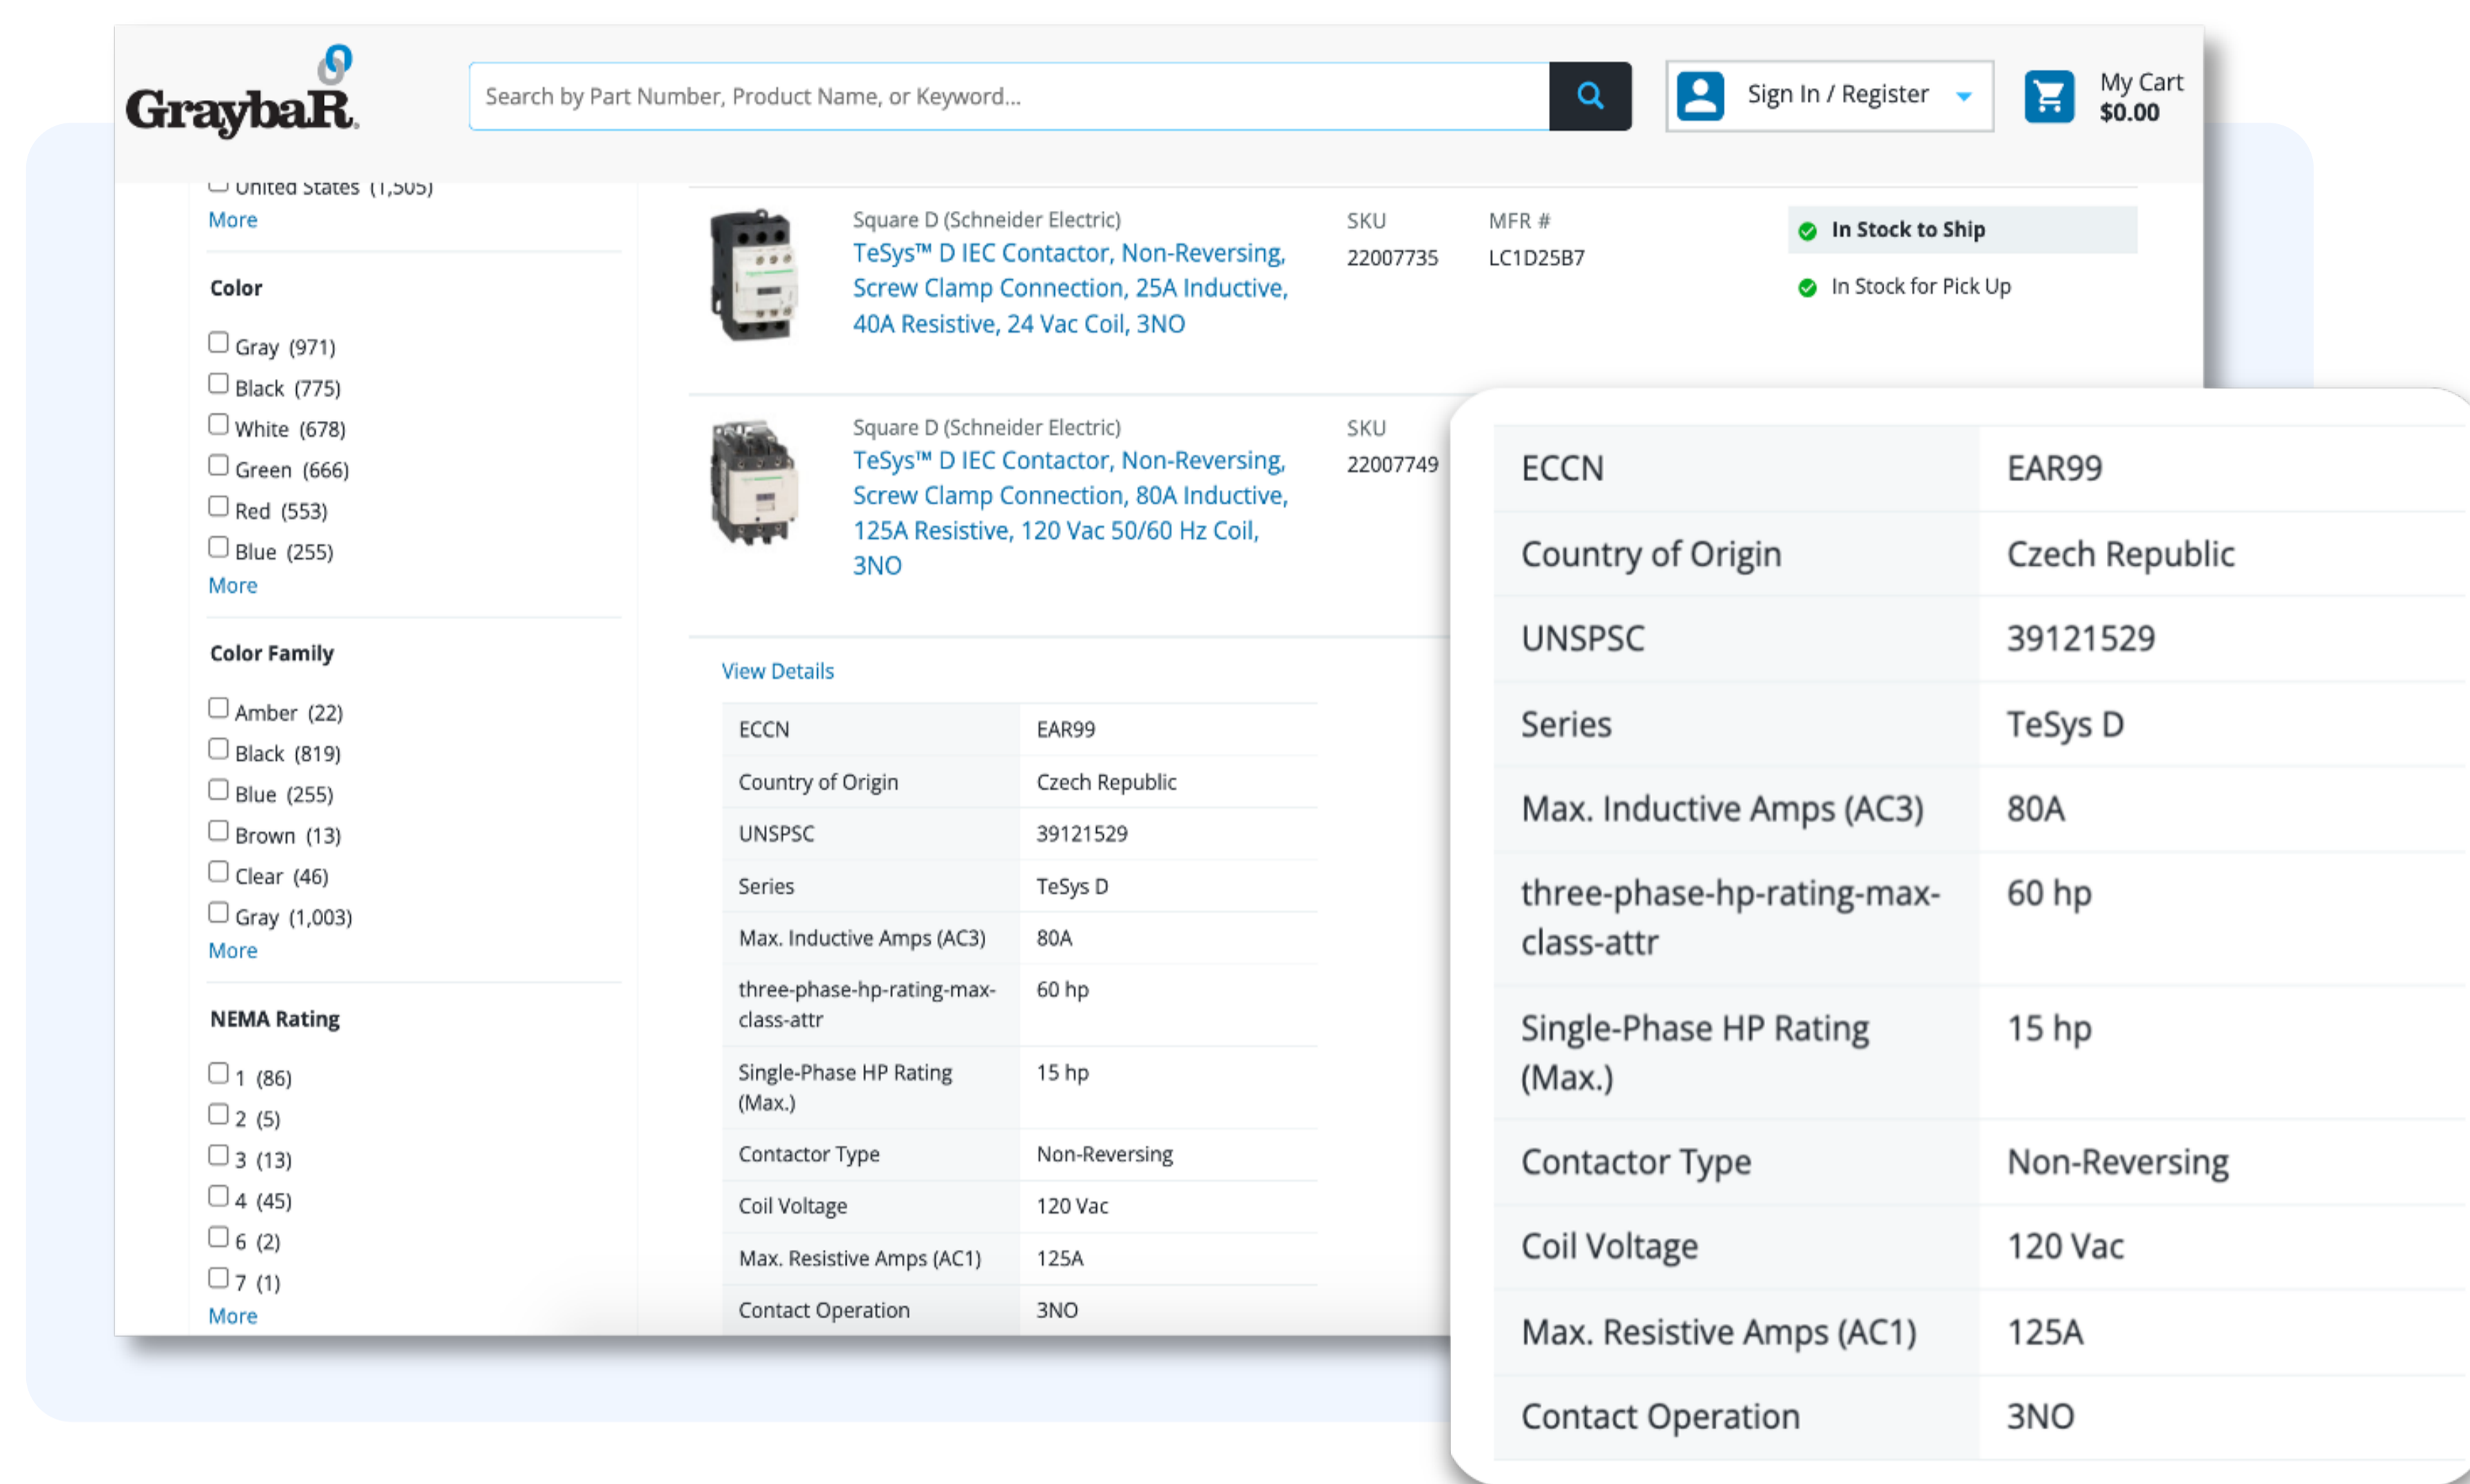 GraybaR
Search by Part Number, Product Name, or Keyword...
Sign In / Register
My Cart
$0.00
United States (1,505)
More
Color
Gray (971)
Black (775)
White (678)
Green (666)
Red (553)
Blue (255)
More
Color Family
Amber (22)
Black (819)
Blue (255)
Brown (13)
Clear (46)
Gray (1,003)
More
NEMA Rating
1 (86)
2 (5)
3 (13)
4 (45)
6 (2)
7 (1)
More
Square D (Schneider Electric)
TeSys™ D IEC Contactor, Non-Reversing,
Screw Clamp Connection, 25A Inductive,
40A Resistive, 24 Vac Coil, 3NO
SKU
22007735
MFR #
LC1D25B7
In Stock to Ship
In Stock for Pick Up
Square D (Schneider Electric)
TeSys™ D IEC Contactor, Non-Reversing,
Screw Clamp Connection, 80A Inductive,
125A Resistive, 120 Vac 50/60 Hz Coil,
3NO
SKU
22007749
View Details
ECCN EAR99
Country of Origin Czech Republic
UNSPSC 39121529
Series TeSys D
Max. Inductive Amps (AC3) 80A
three-phase-hp-rating-max- 60 hp
class-attr
Single-Phase HP Rating 15 hp
(Max.)
Contactor Type Non-Reversing
Coil Voltage 120 Vac
Max. Resistive Amps (AC1) 125A
Contact Operation 3NO
ECCN EAR99
Country of Origin Czech Republic
UNSPSC 39121529
Series TeSys D
Max. Inductive Amps (AC3) 80A
three-phase-hp-rating-max- 60 hp
class-attr
Single-Phase HP Rating 15 hp
(Max.)
Contactor Type Non-Reversing
Coil Voltage 120 Vac
Max. Resistive Amps (AC1) 125A
Contact Operation 3NO